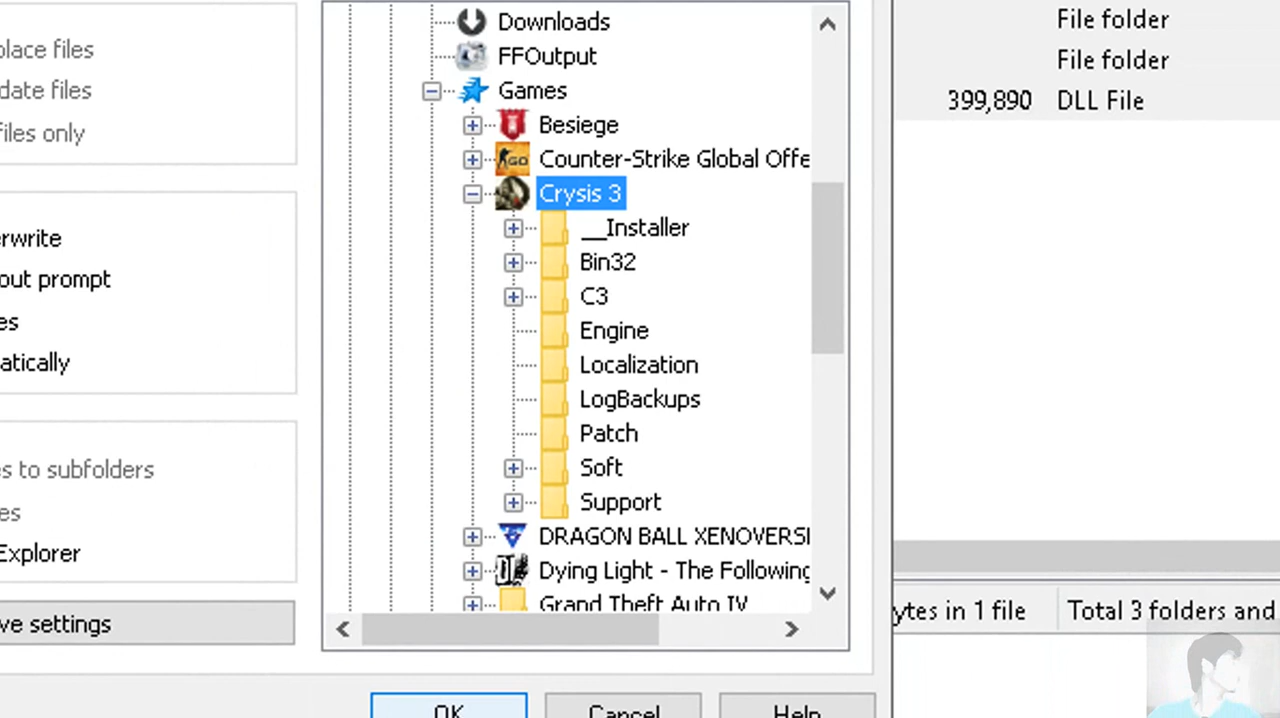 place files
date files
files only
erwrite
out prompt
es
atically
es to subfolders
es
Explorer
ve settings
Downloads
FFOutput
Games
Besiege
GO
Counter-Strike Global Offe
Crysis 3
__Installer
Bin32
C3
Engine
Localization
LogBackups
Patch
Soft
Support
DRAGON BALL XENOVERS
Dying Light - The Following
Grand Theft Auto IV
OK
Cancel
Help
File folder
File folder
399,890 DLL File
ytes in 1 file
Total 3 folders and